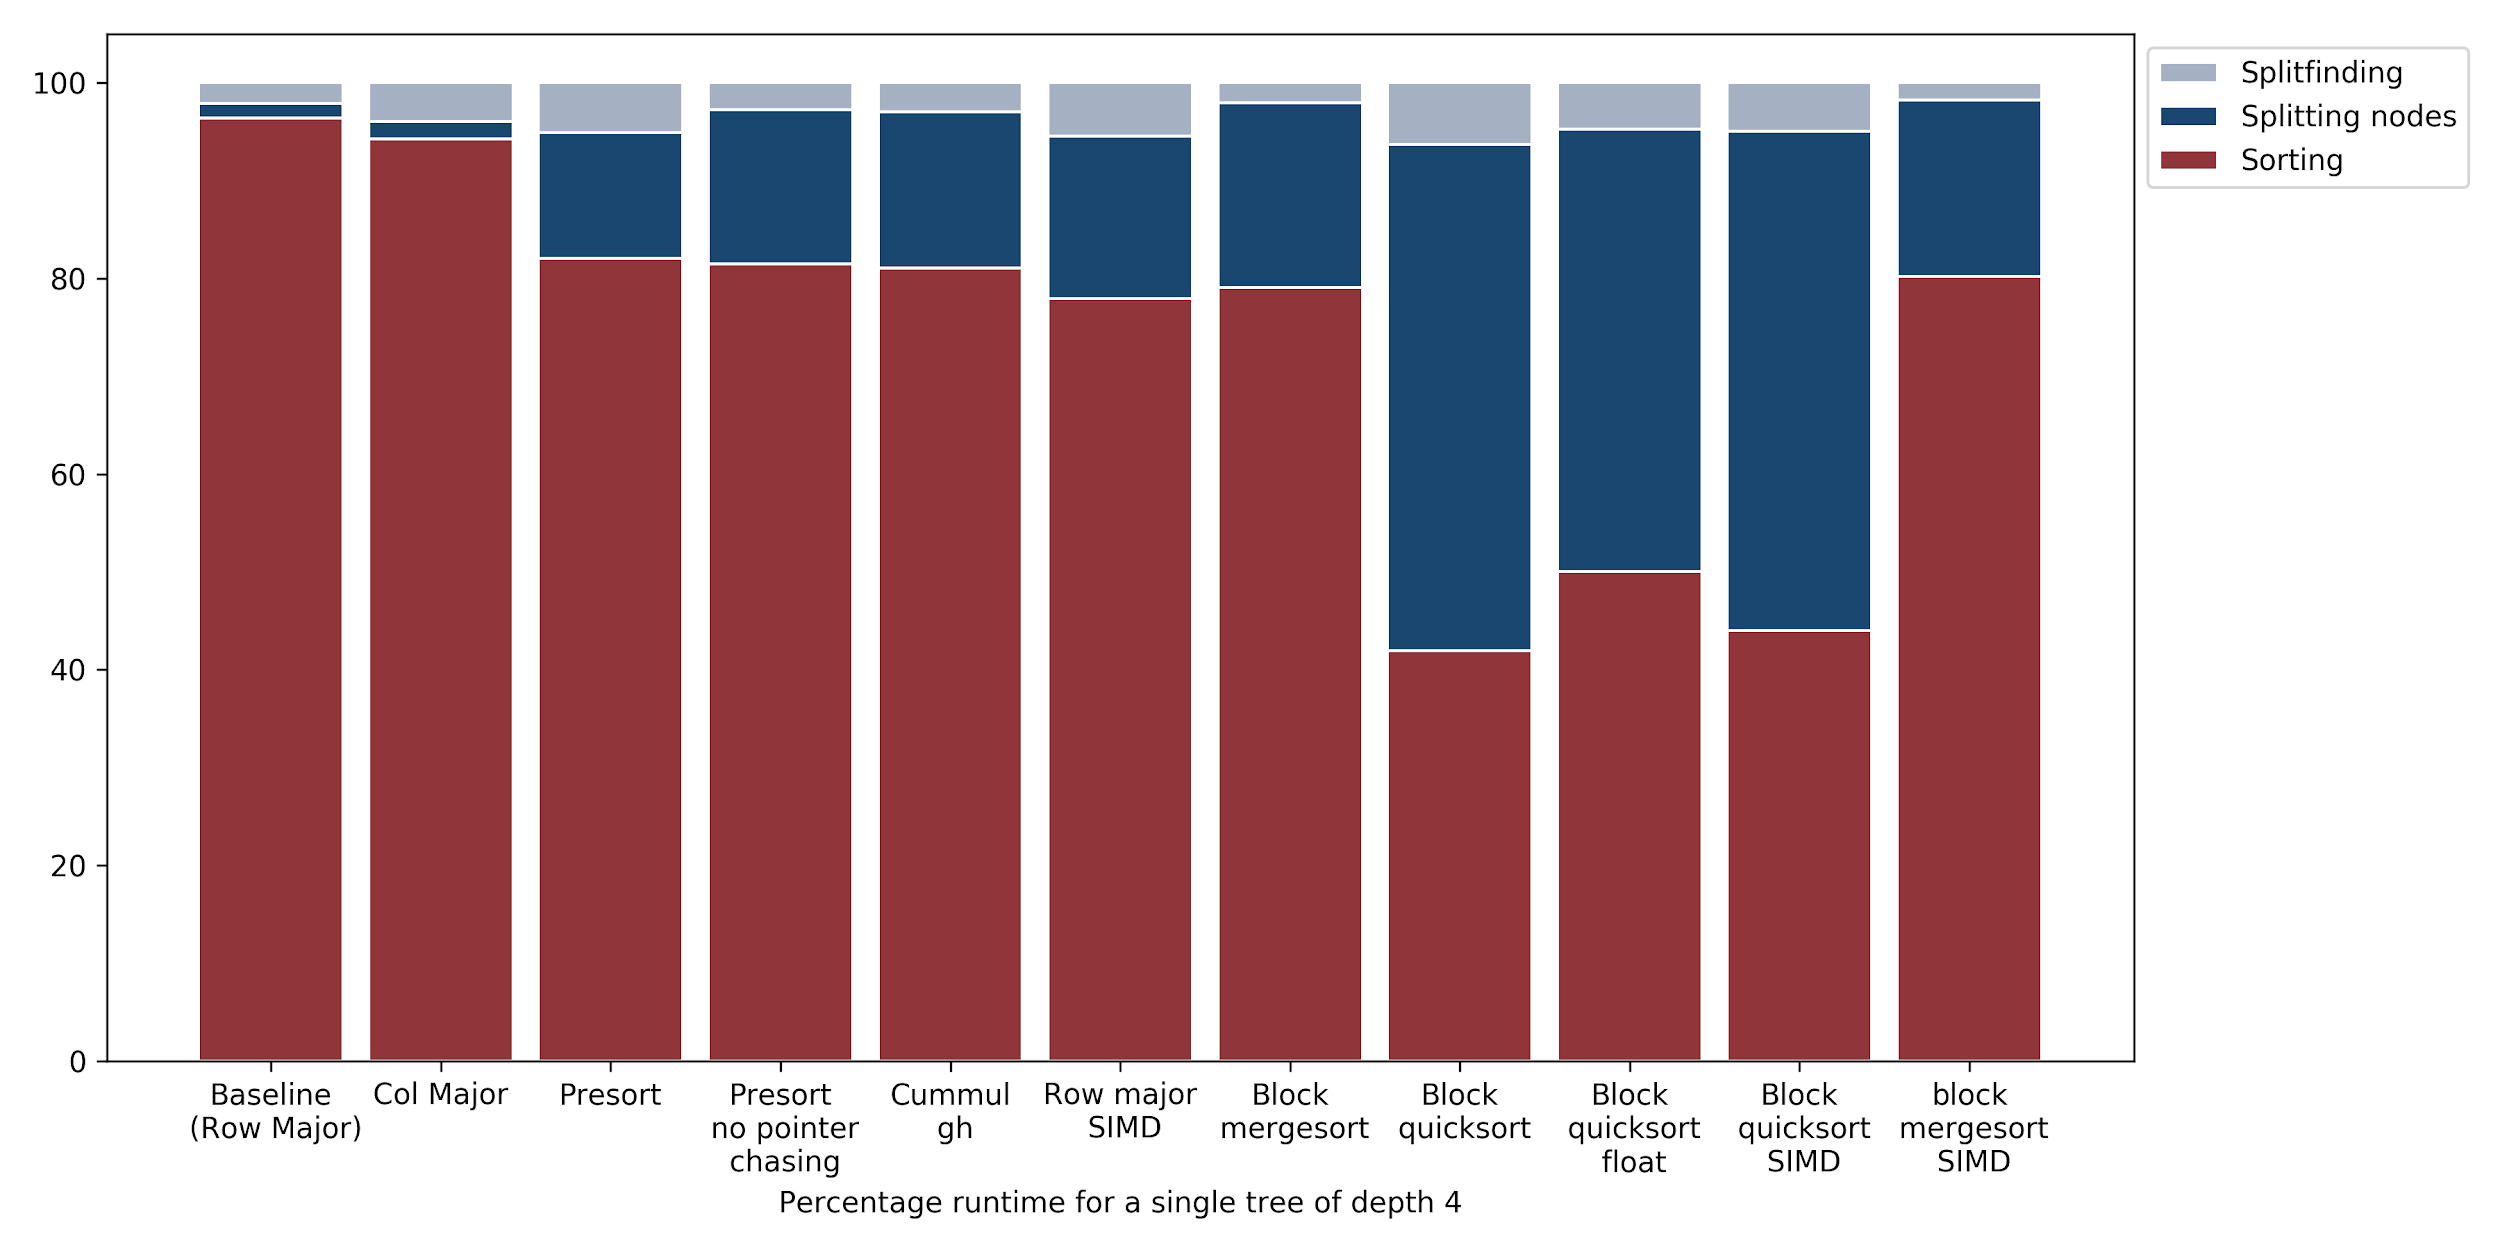 100
80
60
40
20
0
Splitfinding
Splitting nodes
Sorting
Baseline
(Row Major)
Col Major
Presort
Presort
no pointer
chasing
Cummul
gh
Row major
SIMD
Block
mergesort
Block
quicksort
Block
quicksort
float
Block
quicksort
SIMD
block
mergesort
SIMD
Percentage runtime for a single tree of depth 4